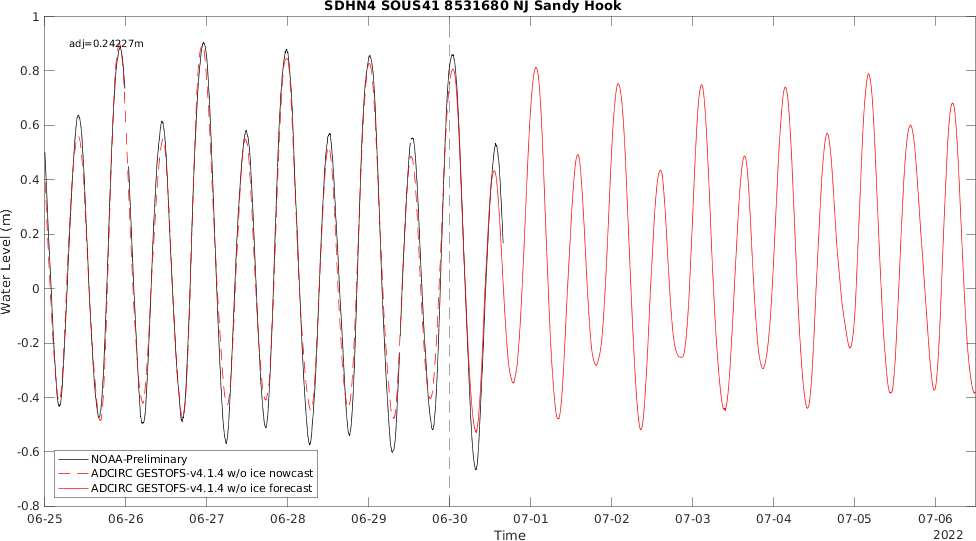 SDHN4 SOUS41 8531680 NJ Sandy Hook
adj=0.24227m
1
0.8
0.6
0.4
0.2
0
-0.2
-0.4
-0.6
-0.8
Water Level (m)
NOAA-Preliminary
ADCIRC GESTOFS-v4.1.4 w/o ice nowcast
ADCIRC GESTOFS-v4.1.4 w/o ice forecast
06-25 06-26 06-27 06-28 06-29 06-30 07-01 07-02 07-03 07-04 07-05 07-06
Time
2022